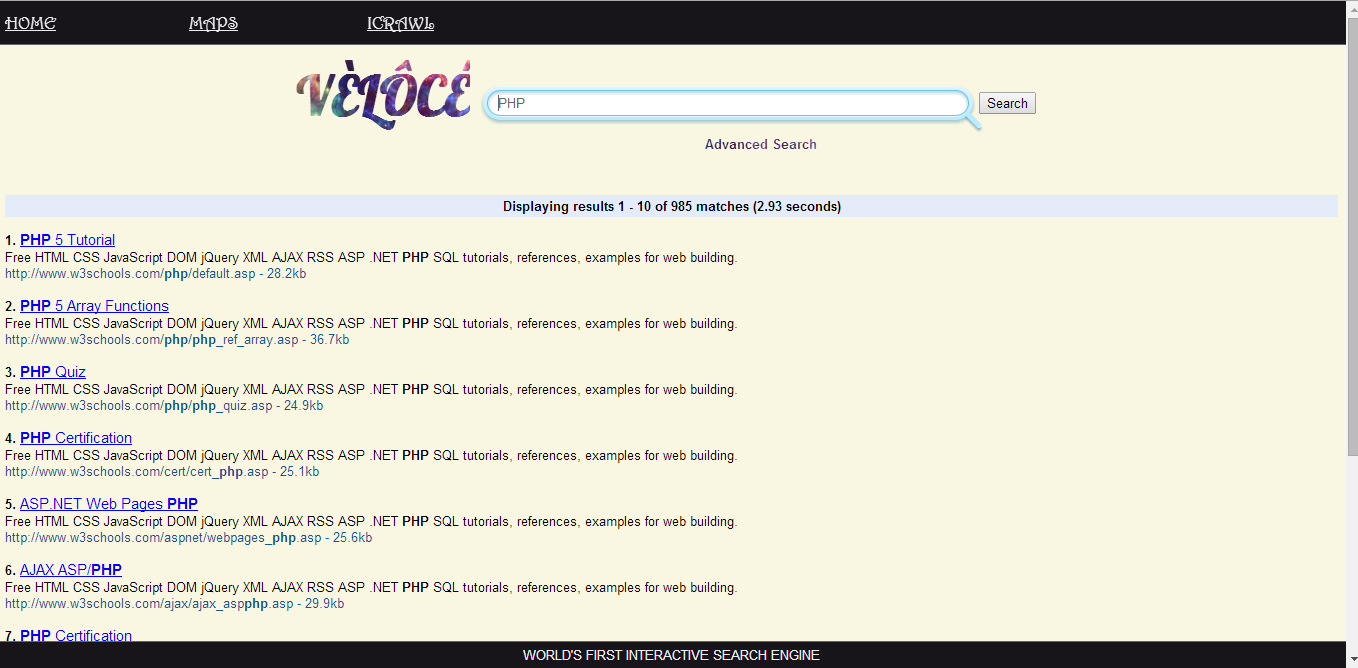 HOME MAPS ICRAWL
VÈLÔCÉ
PHP Search
Advanced Search
Displaying results 1 - 10 of 985 matches (2.93 seconds)
1. PHP 5 Tutorial
Free HTML CSS JavaScript DOM jQuery XML AJAX RSS ASP .NET PHP SQL tutorials, references, examples for web building.
http://www.w3schools.com/php/default.asp - 28.2kb
2. PHP 5 Array Functions
Free HTML CSS JavaScript DOM jQuery XML AJAX RSS ASP .NET PHP SQL tutorials, references, examples for web building.
http://www.w3schools.com/php/php_ref_array.asp - 36.7kb
3. PHP Quiz
Free HTML CSS JavaScript DOM jQuery XML AJAX RSS ASP .NET PHP SQL tutorials, references, examples for web building.
http://www.w3schools.com/php/php_quiz.asp - 24.9kb
4. PHP Certification
Free HTML CSS JavaScript DOM jQuery XML AJAX RSS ASP .NET PHP SQL tutorials, references, examples for web building.
http://www.w3schools.com/cert/cert_php.asp - 25.1kb
5. ASP.NET Web Pages PHP
Free HTML CSS JavaScript DOM jQuery XML AJAX RSS ASP .NET PHP SQL tutorials, references, examples for web building.
http://www.w3schools.com/aspnet/webpages_php.asp - 25.6kb
6. AJAX ASP/PHP
Free HTML CSS JavaScript DOM jQuery XML AJAX RSS ASP .NET PHP SQL tutorials, references, examples for web building.
http://www.w3schools.com/ajax/ajax_aspphp.asp - 29.9kb
7. PHP Certification
WORLD'S FIRST INTERACTIVE SEARCH ENGINE